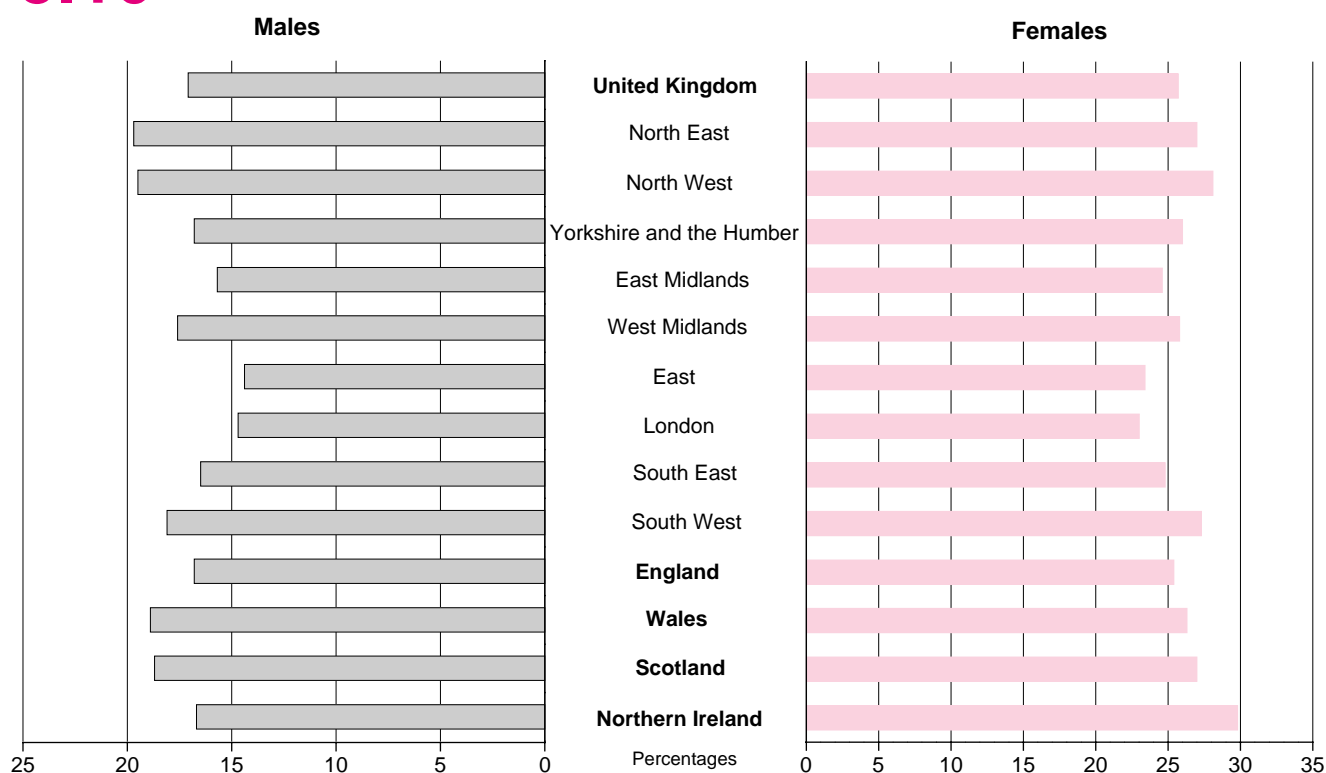 Males
Females
United Kingdom
North East
North West
Yorkshire and the Humber
East Midlands
West Midlands
East
London
South East
South West
England
Wales
Scotland
Northern Ireland
25 20 15 10 5 0 Percentages 0 5 10 15 20 25 30 35